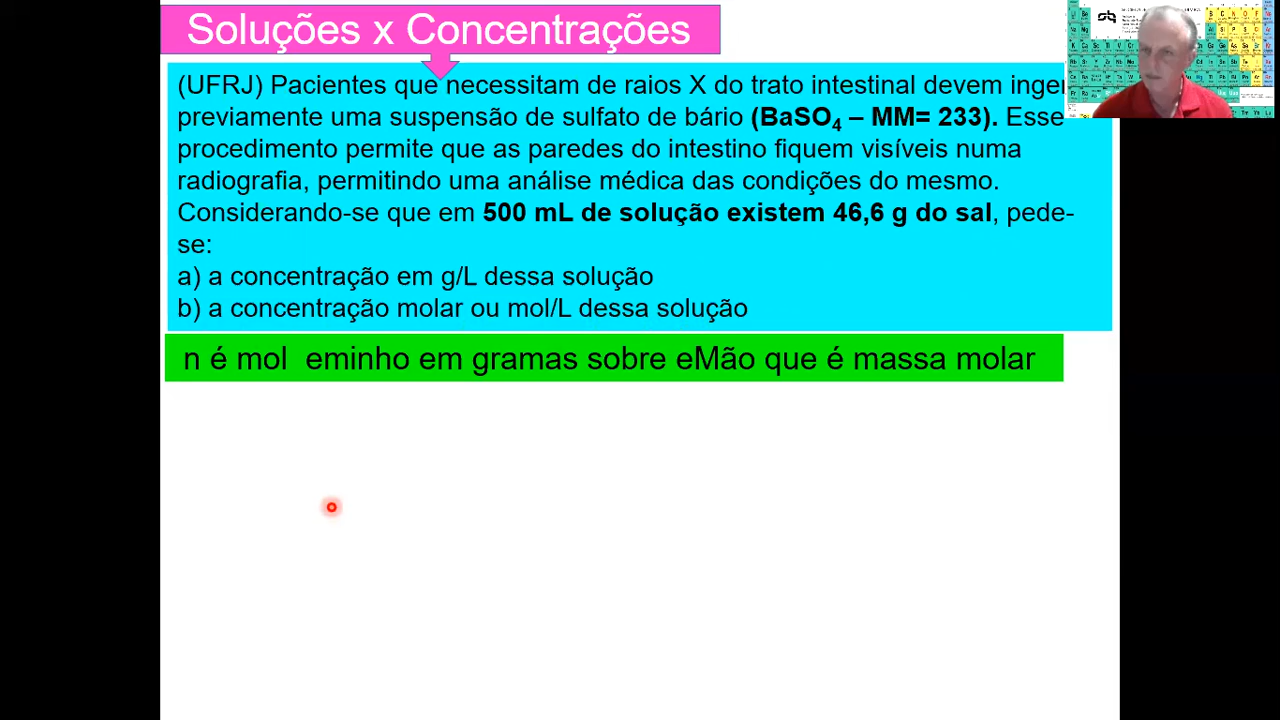 Soluções x Concentrações
(UFRJ) Pacientes que necessitam de raios X do trato intestinal devem inger
previamente uma suspensão de sulfato de bário (BaSO₄ – MM= 233). Esse
procedimento permite que as paredes do intestino fiquem visíveis numa
radiografia, permitindo uma análise médica das condições do mesmo.
Considerando-se que em 500 mL de solução existem 46,6 g do sal, pede-
se:
a) a concentração em g/L dessa solução
b) a concentração molar ou mol/L dessa solução
n é mol eminho em gramas sobre eMão que é massa molar